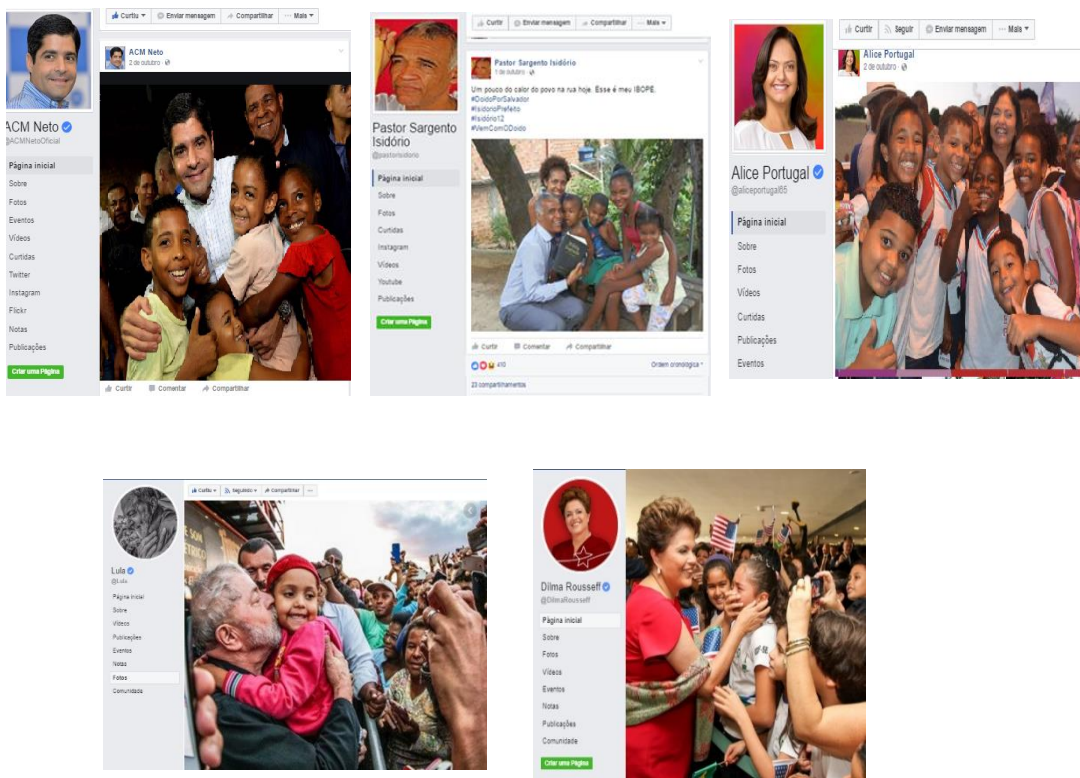 Curtiu
Enviar mensagem
Compartilhar
Mais
ACM Neto
2 de outubro
ACM Neto
@ACMNetoOficial
Página inicial
Sobre
Fotos
Eventos
Vídeos
Curtidas
Twitter
Instagram
Flickr
Notas
Publicações
Criar uma Página
Curtir
Comentar
Compartilhar
Curtir
Enviar mensagem
Compartilhar
Mais
Pastor Sargento Isidório
1 de outubro
Um pouco do calor do povo na rua hoje. Esse é meu IBOPE.
#DoidoPorSalvador
#IsidorioPrefeito
#Isidório12
#VemComODoido
Pastor Sargento
Isidório
@pastorisidorio
Página inicial
Sobre
Fotos
Curtidas
Instagram
Vídeos
Youtube
Publicações
Criar uma Página
Curtir
Comentar
Compartilhar
410
Ordem cronológica
23 compartilhamentos
Curtir
Seguir
Enviar mensagem
Mais
Alice Portugal
2 de outubro
Alice Portugal
@aliceportugal65
Página inicial
Sobre
Fotos
Vídeos
Curtidas
Publicações
Eventos
Curtiu
Seguindo
Compartilhar
Lula
@Lula
Página inicial
Sobre
Vídeos
Publicações
Eventos
Notas
Fotos
Comunidade
Dilma Rousseff
@DilmaRousseff
Página inicial
Sobre
Fotos
Vídeos
Eventos
Notas
Publicações
Comunidade
Criar uma Página